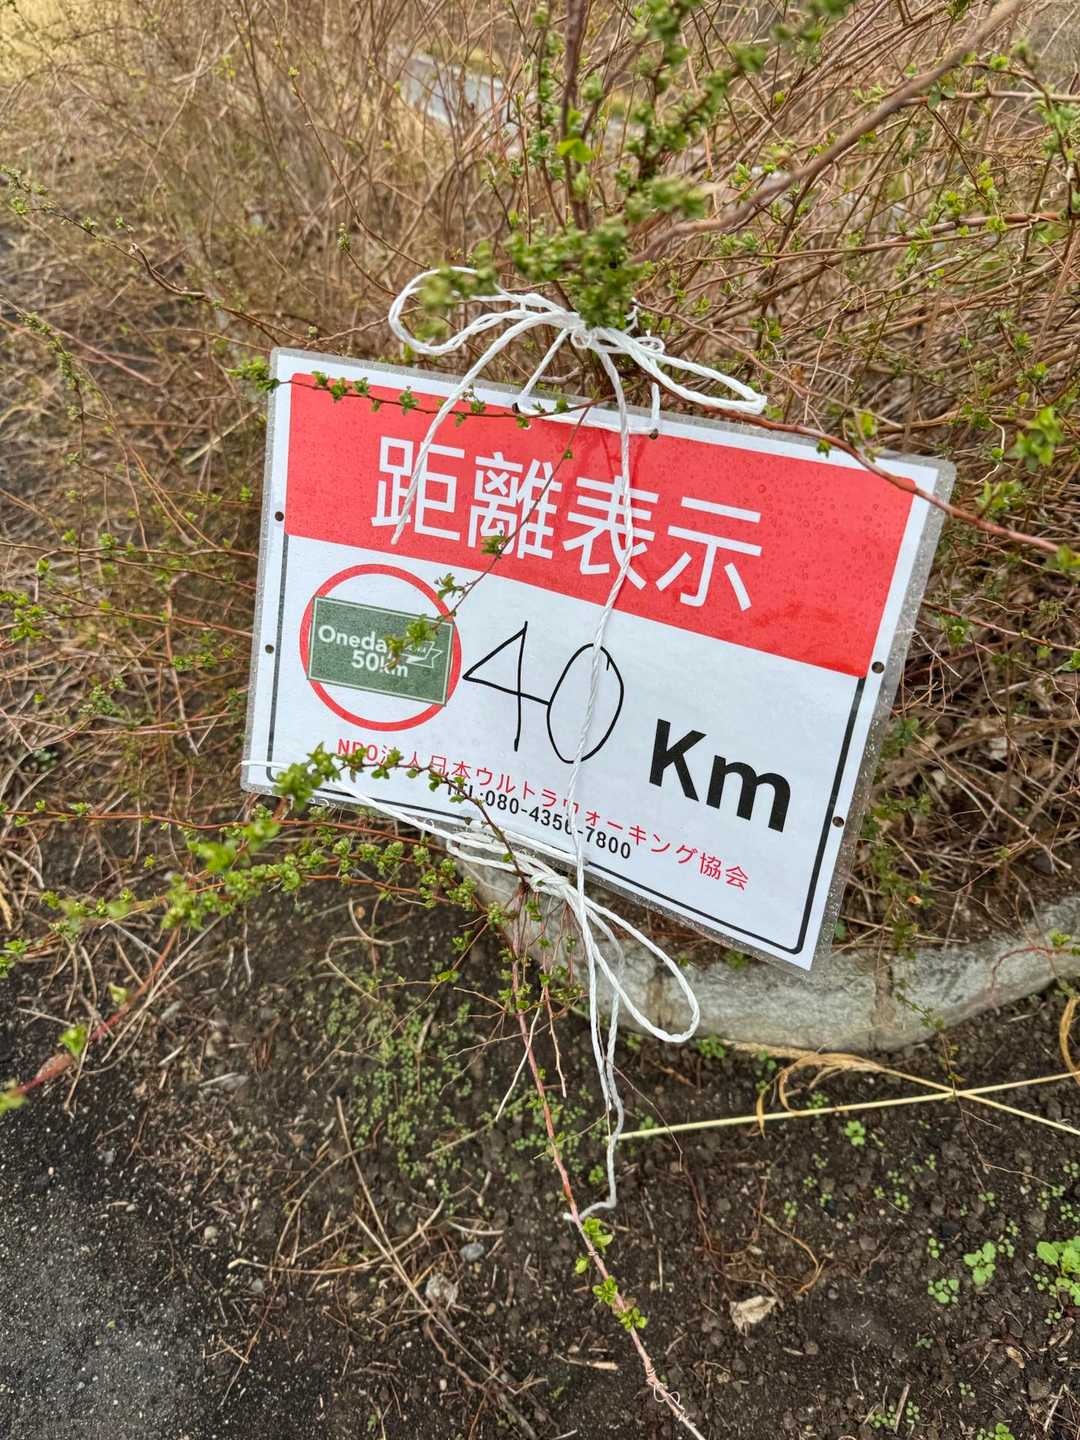 距離表示
Oneday
50km
40 Km
NPO法人日本ウルトラウォーキング協会
TEL:080-4356-7800